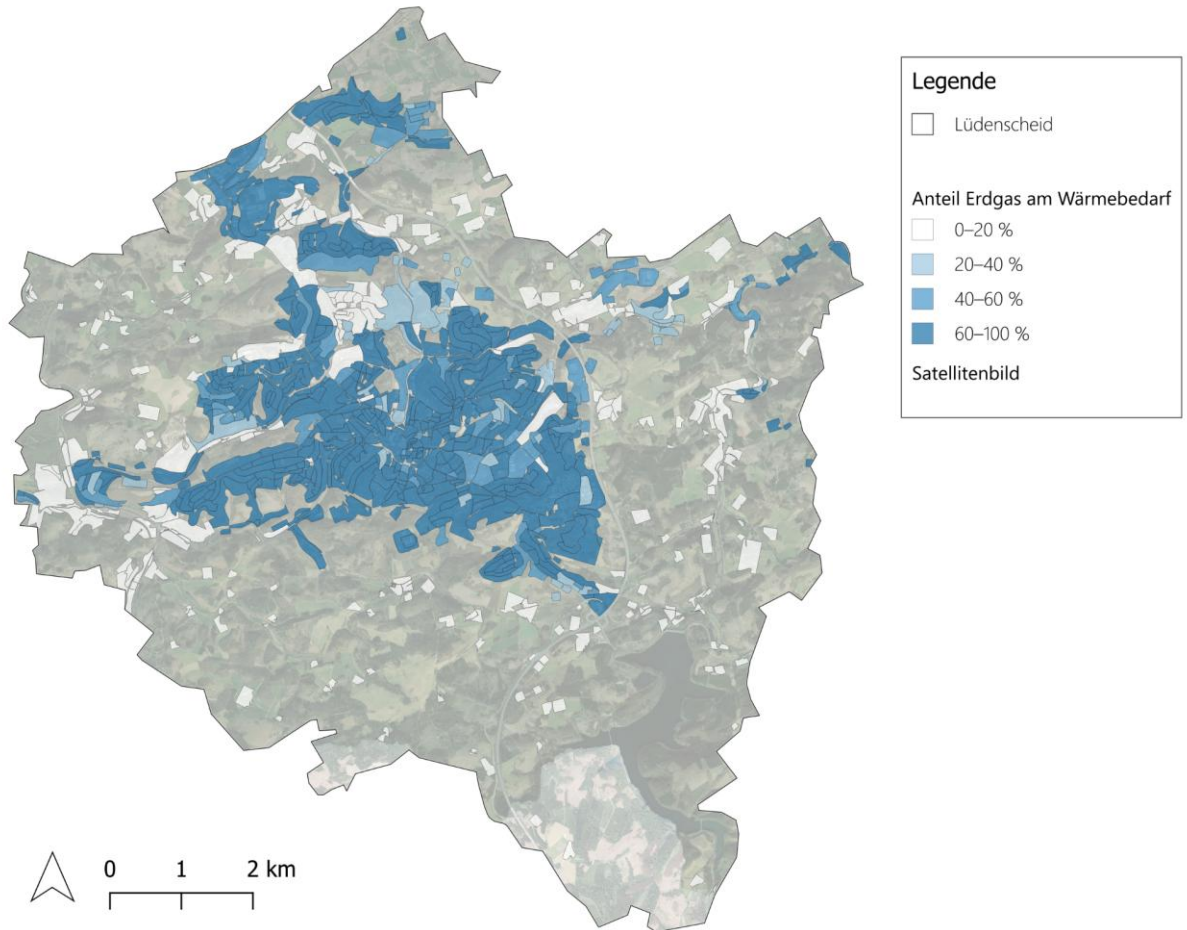 Legende
Lüdenscheid
Anteil Erdgas am Wärmebedarf
0–20 %
20–40 %
40–60 %
60–100 %
Satellitenbild
0 1 2 km